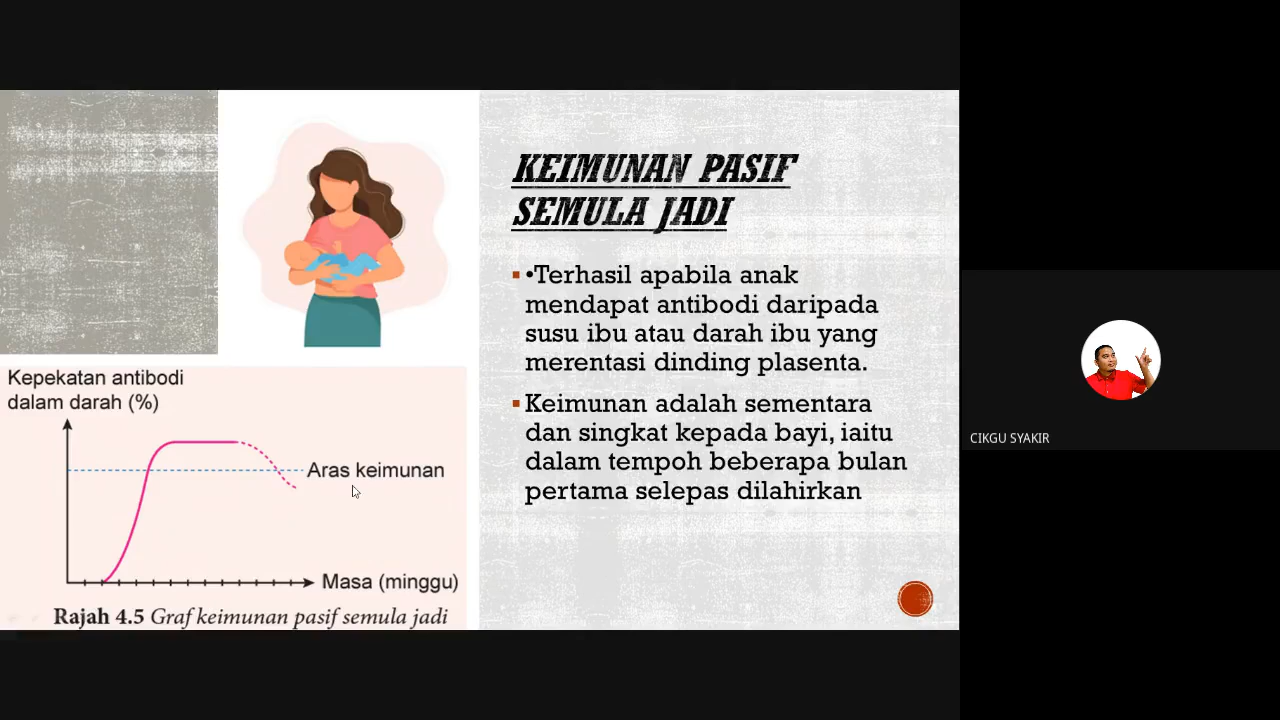 KEIMUNAN PASIF
SEMULA JADI
▪•Terhasil apabila anak
mendapat antibodi daripada
susu ibu atau darah ibu yang
merentasi dinding plasenta.
▪Keimunan adalah sementara
dan singkat kepada bayi, iaitu
dalam tempoh beberapa bulan
pertama selepas dilahirkan
Kepekatan antibodi
dalam darah (%)
Aras keimunan
Masa (minggu)
Rajah 4.5 Graf keimunan pasif semula jadi
CIKGU SYAKIR